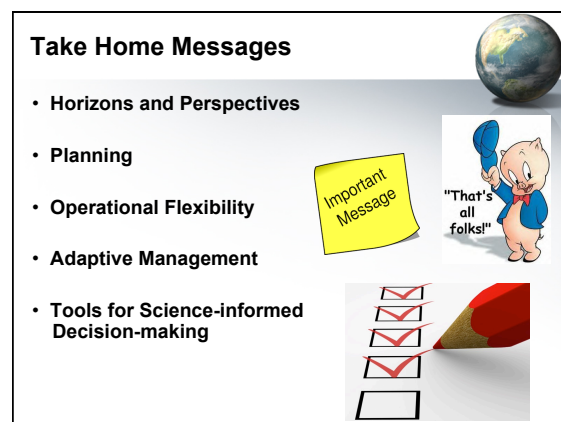 Take Home Messages
• Horizons and Perspectives
• Planning
• Operational Flexibility
• Adaptive Management
• Tools for Science-informed
Decision-making
Important
Message
"That's
all
folks!"